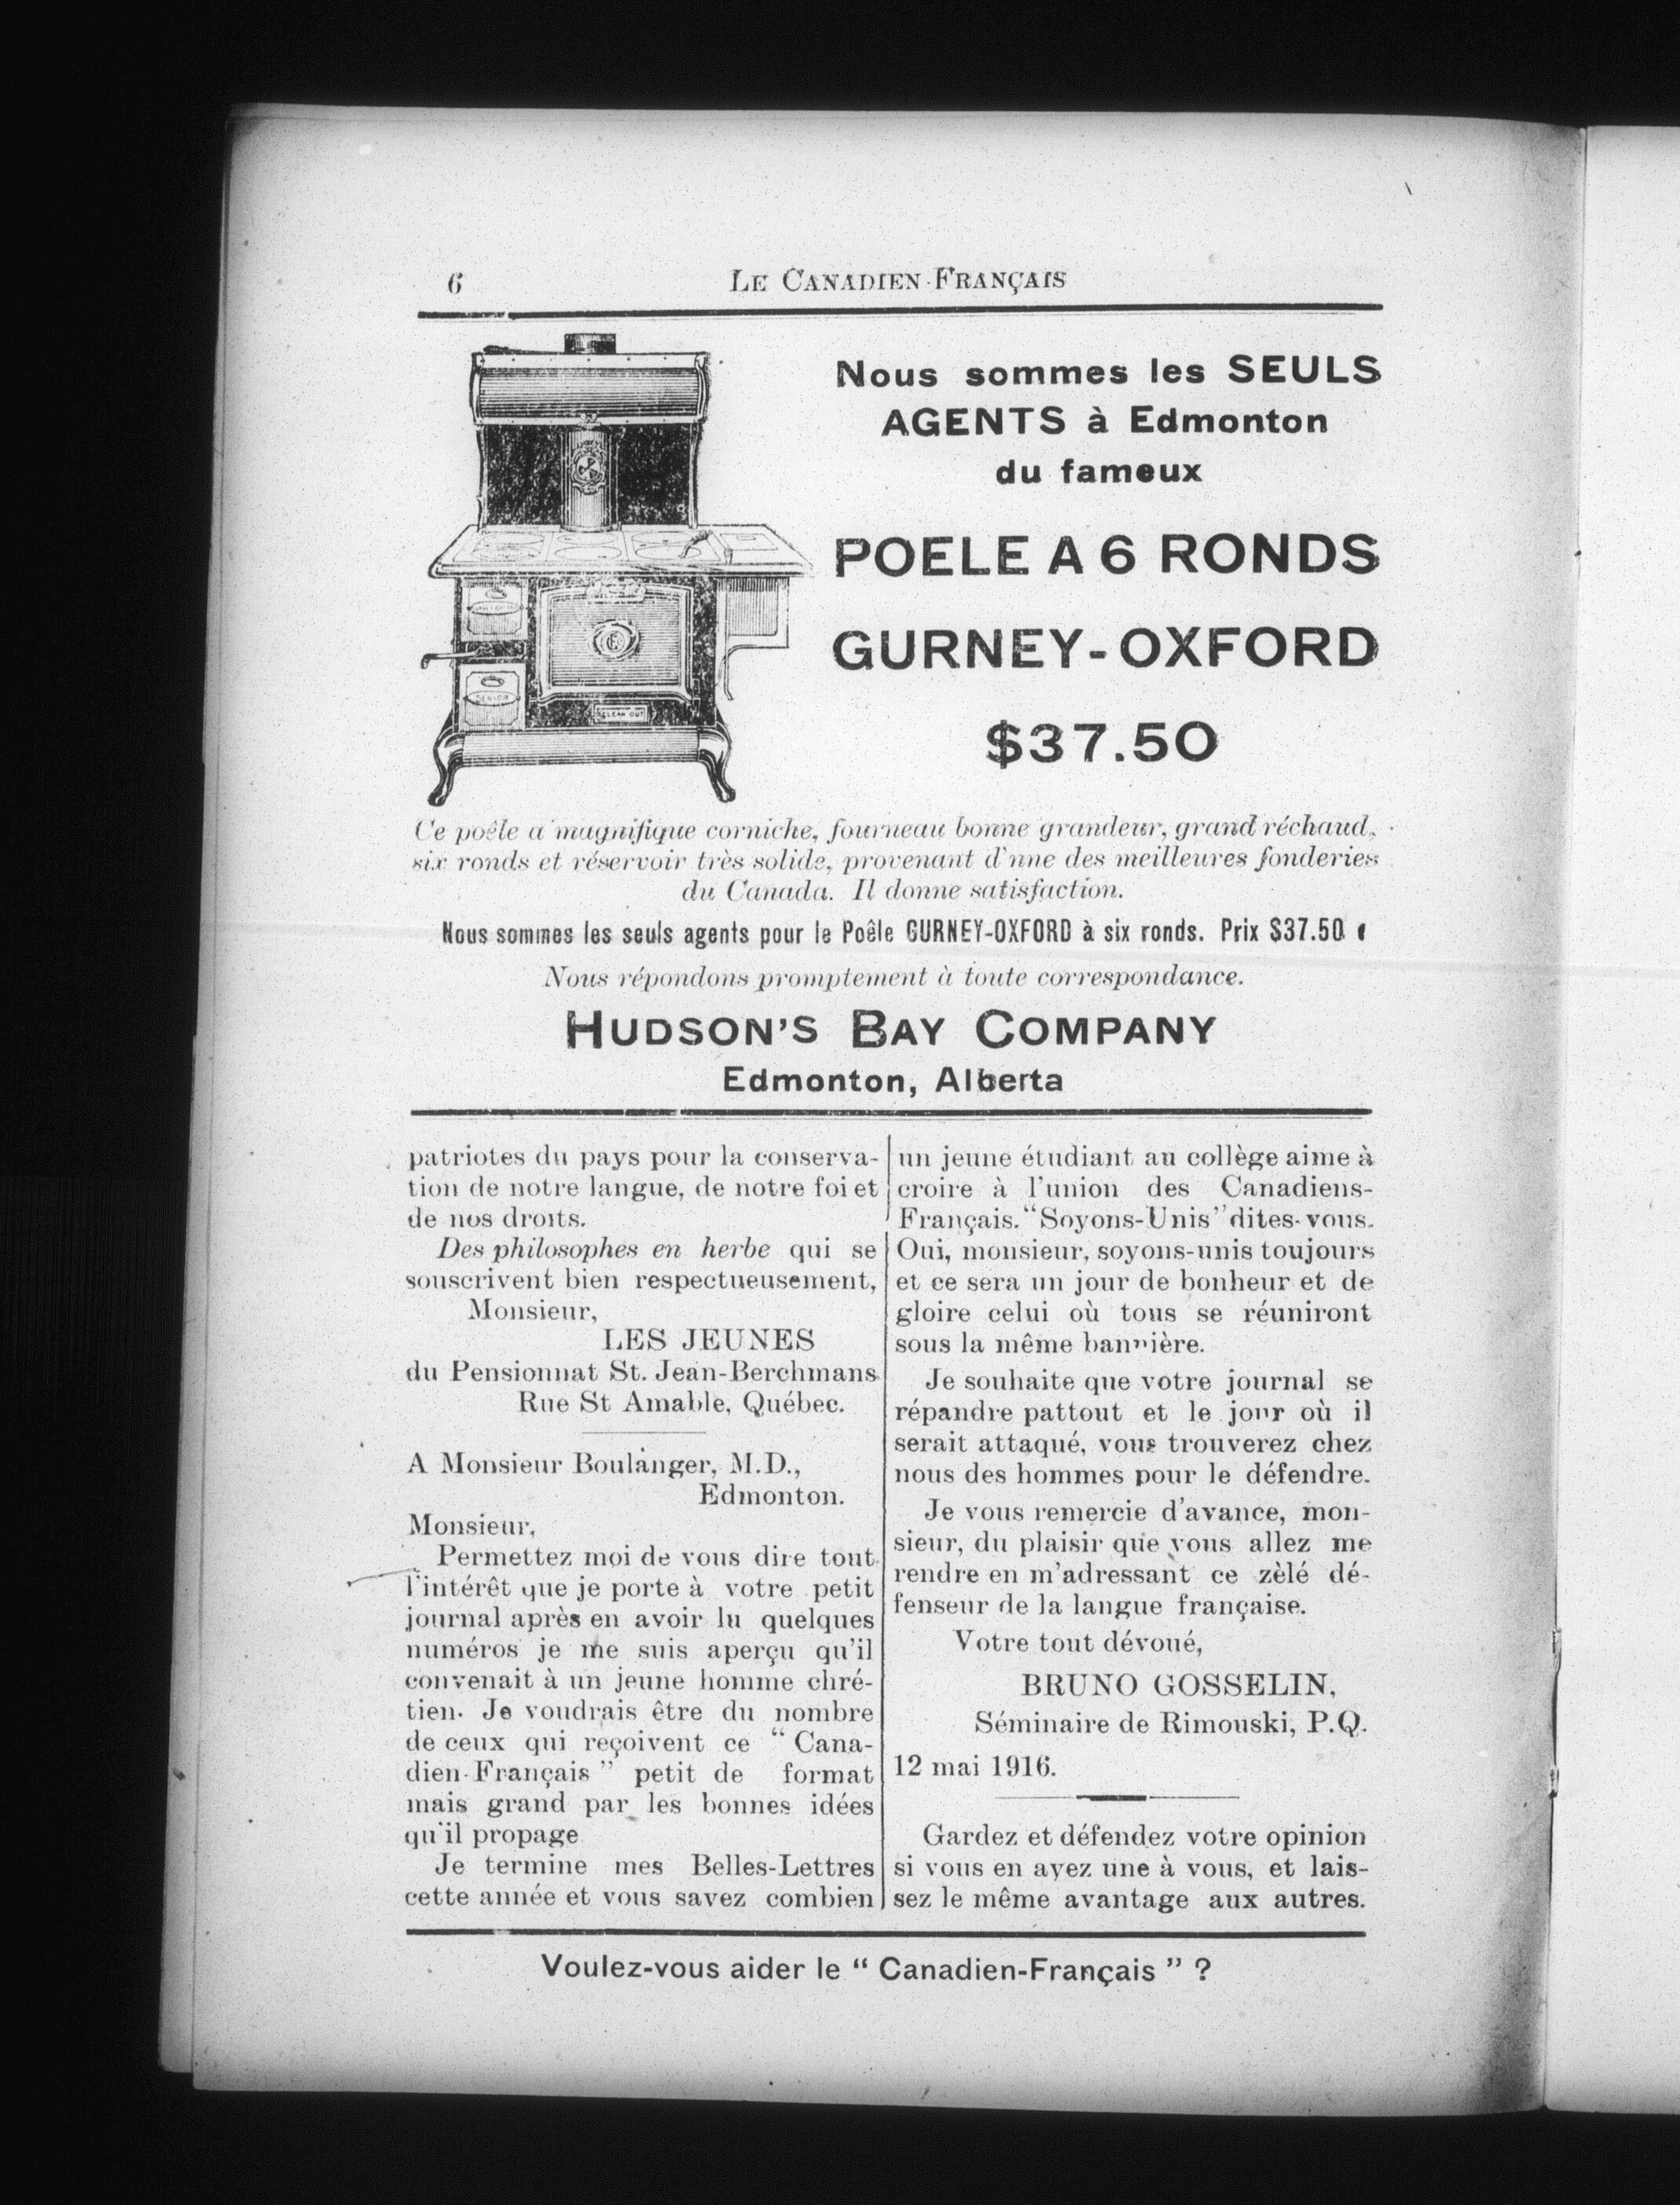 6
LE CANADIEN-FRANÇAIS
Nous sommes les SEULS
AGENTS à Edmonton
du fameux
POELE A 6 RONDS
GURNEY-OXFORD
$37.50
SENIOR
CLEAN OUT
Ce poêle a magnifique corniche, fourneau bonne grandeur, grand réchaud,
six ronds et réservoir très solide, provenant d'nne des meilleures fonderies
du Canada. Il donne satisfaction.
Nous sommes les seuls agents pour le Poêle GURNEY-OXFORD à six ronds. Prix $37.50
Nous répondons promptement à toute correspondance.
HUDSON'S BAY COMPANY
Edmonton, Alberta
patriotes du pays pour la conserva-
tion de notre langue, de notre foi et
de nos droits.
Des philosophes en herbe qui se
souscrivent bien respectueusement,
Monsieur,
LES JEUNES
du Pensionnat St. Jean-Berchmans
Rue St Amable, Québec.
A Monsieur Boulanger, M.D.,
Edmonton.
Monsieur,
Permettez moi de vous dire tout
l'intérêt que je porte à votre petit
journal après en avoir lu quelques
numéros je me suis aperçu qu'il
convenait à un jeune homme chré-
tien. Je voudrais être du nombre
de ceux qui reçoivent ce “ Cana-
dien-Français ” petit de format
mais grand par les bonnes idées
qu'il propage
Je termine mes Belles-Lettres
cette année et vous savez combien
un jeune étudiant au collège aime à
croire à l'union des Canadiens-
Français. “Soyons-Unis” dites-vous.
Oui, monsieur, soyons-unis toujours
et ce sera un jour de bonheur et de
gloire celui où tous se réuniront
sous la même bannière.
Je souhaite que votre journal se
répandre pattout et le jour où il
serait attaqué, vous trouverez chez
nous des hommes pour le défendre.
Je vous remercie d'avance, mon-
sieur, du plaisir que vous allez me
rendre en m'adressant ce zèlé dé-
fenseur de la langue française.
Votre tout dévoué,
BRUNO GOSSELIN,
Séminaire de Rimouski, P.Q.
12 mai 1916.
Gardez et défendez votre opinion
si vous en avez une à vous, et lais-
sez le même avantage aux autres.
Voulez-vous aider le “ Canadien-Français ” ?